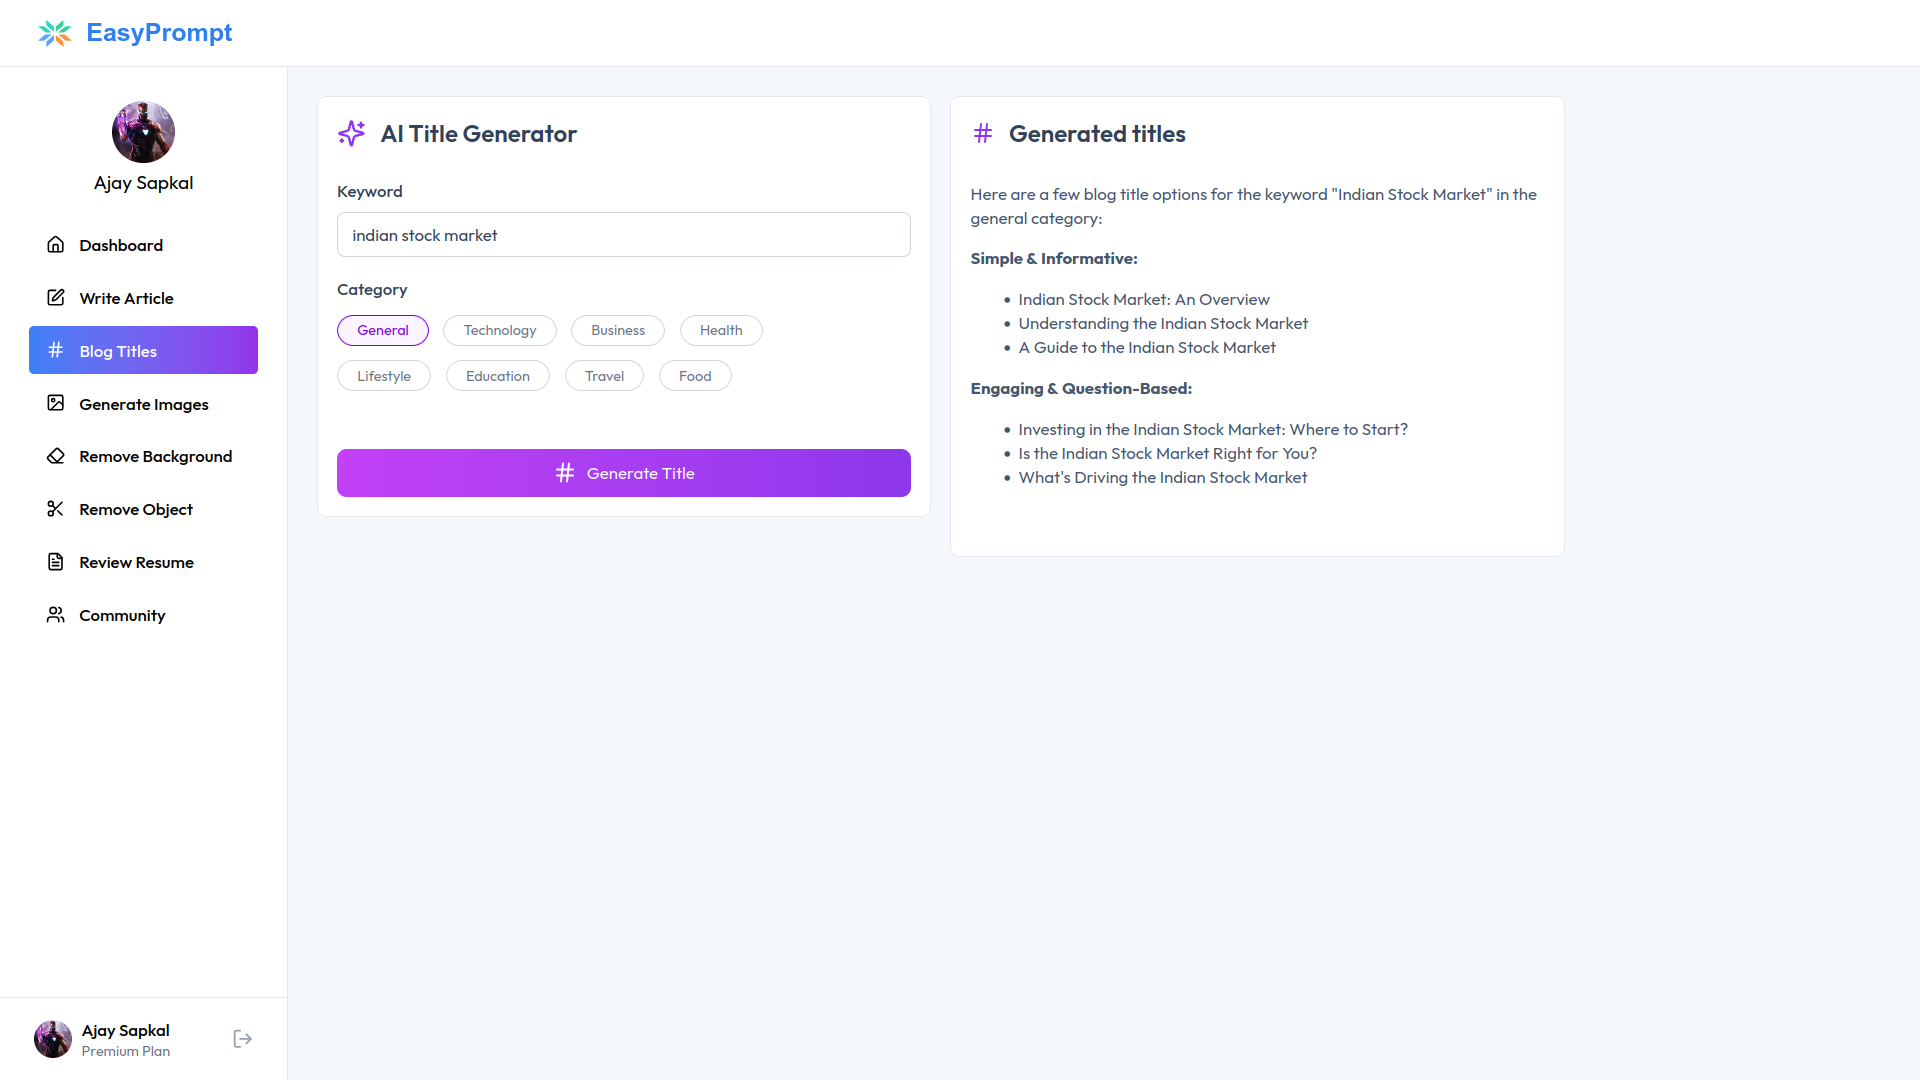 EasyPrompt
Ajay Sapkal
Dashboard
Write Article
Blog Titles
Generate Images
Remove Background
Remove Object
Review Resume
Community
Ajay Sapkal
Premium Plan
AI Title Generator
Keyword
indian stock market
Category
General Technology Business Health
Lifestyle Education Travel Food
Generate Title
Generated titles
Here are a few blog title options for the keyword "Indian Stock Market" in the
general category:
Simple & Informative:
• Indian Stock Market: An Overview
• Understanding the Indian Stock Market
• A Guide to the Indian Stock Market
Engaging & Question-Based:
• Investing in the Indian Stock Market: Where to Start?
• Is the Indian Stock Market Right for You?
• What's Driving the Indian Stock Market